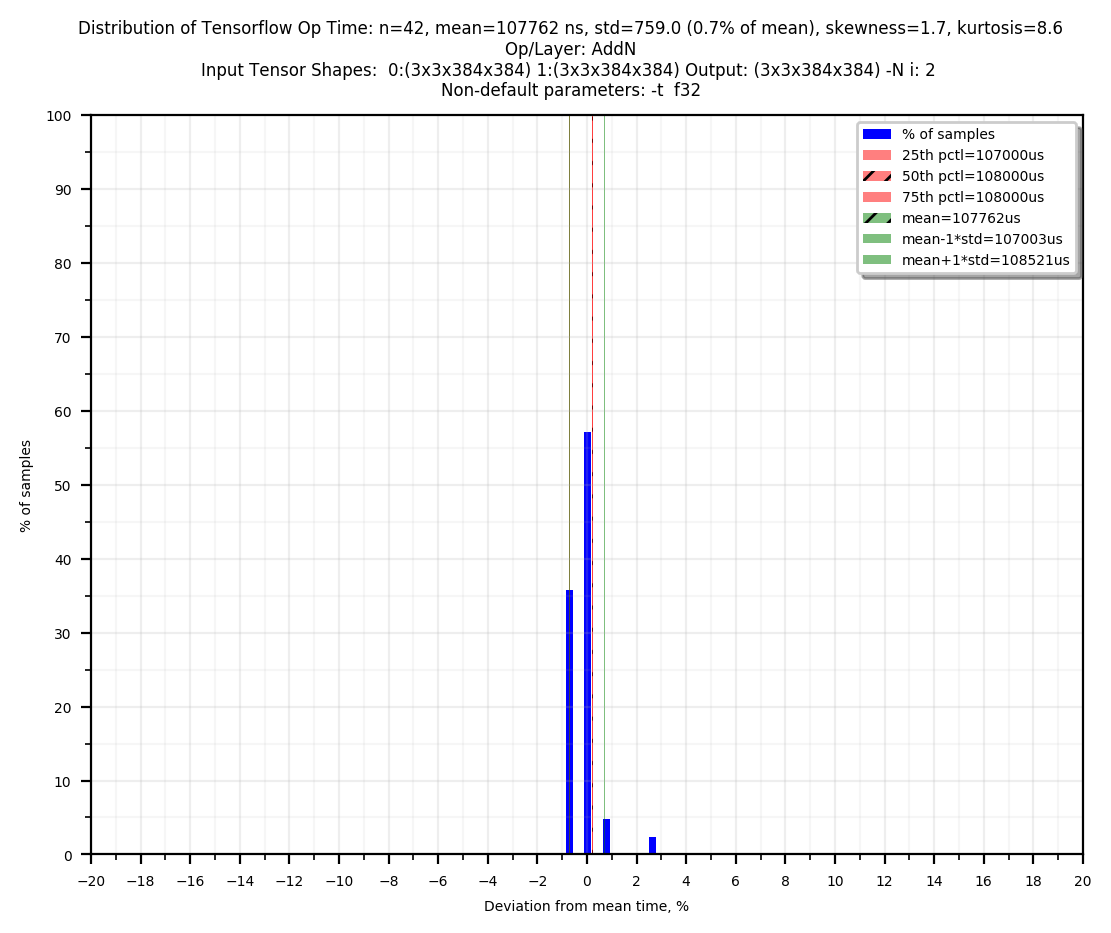 Distribution of Tensorflow Op Time: n=42, mean=107762 ns, std=759.0 (0.7% of mean), skewness=1.7, kurtosis=8.6
Op/Layer: AddN
Input Tensor Shapes:  0:(3x3x384x384) 1:(3x3x384x384) Output: (3x3x384x384) -N i: 2
Non-default parameters: -t  f32
% of samples
25th pctl=107000us
50th pctl=108000us
75th pctl=108000us
mean=107762us
mean-1*std=107003us
mean+1*std=108521us
100
90
80
70
60
50
40
30
20
10
0
% of samples
−20 −18 −16 −14 −12 −10 −8 −6 −4 −2 0 2 4 6 8 10 12 14 16 18 20
Deviation from mean time, %